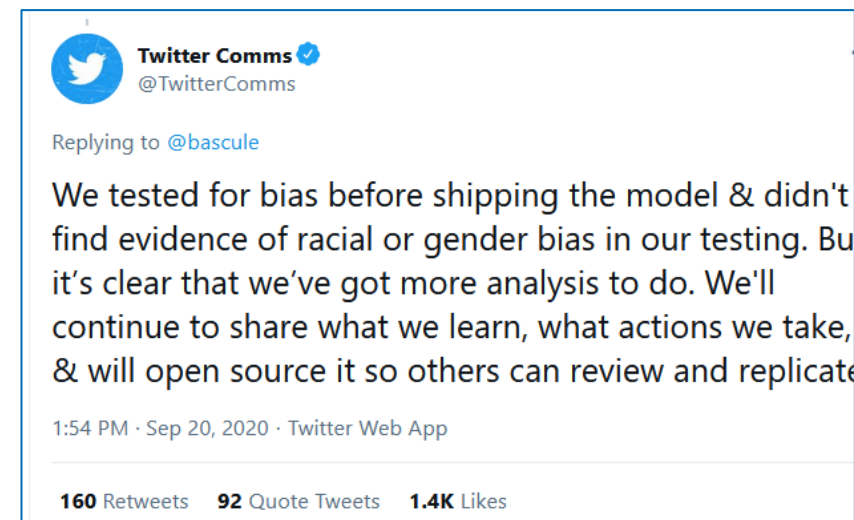 Twitter Comms
@TwitterComms
Replying to @bascule
We tested for bias before shipping the model & didn't
find evidence of racial or gender bias in our testing. Bu
it’s clear that we’ve got more analysis to do. We'll
continue to share what we learn, what actions we take,
& will open source it so others can review and replicate
1:54 PM · Sep 20, 2020 · Twitter Web App
160 Retweets 92 Quote Tweets 1.4K Likes